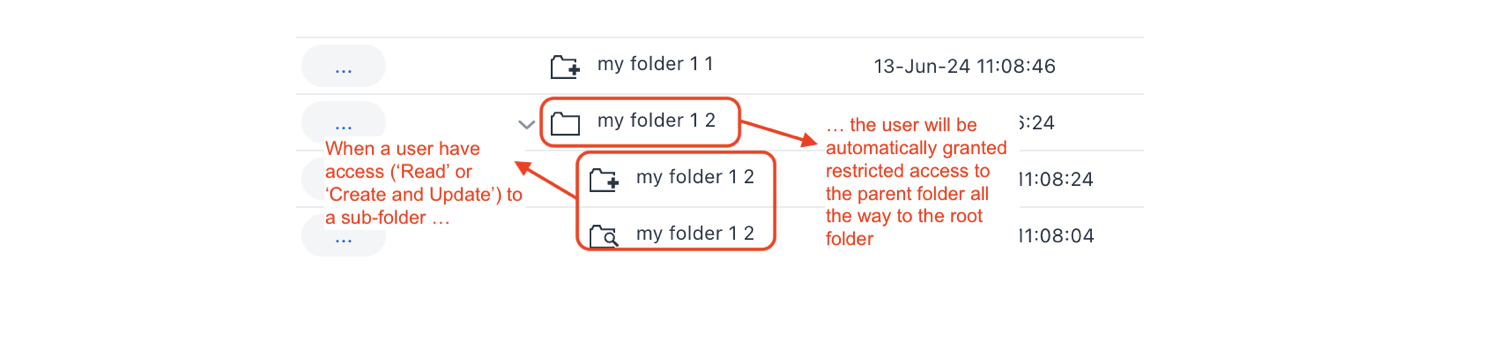 ... my folder 1 1 13-Jun-24 11:08:46
... my folder 1 2 :24
When a user have
access (‘Read’ or
‘Create and Update’) to
a sub-folder …
… the user will be
automatically granted
restricted access to
the parent folder all
the way to the root
folder
my folder 1 2 11:08:24
... my folder 1 2 11:08:04